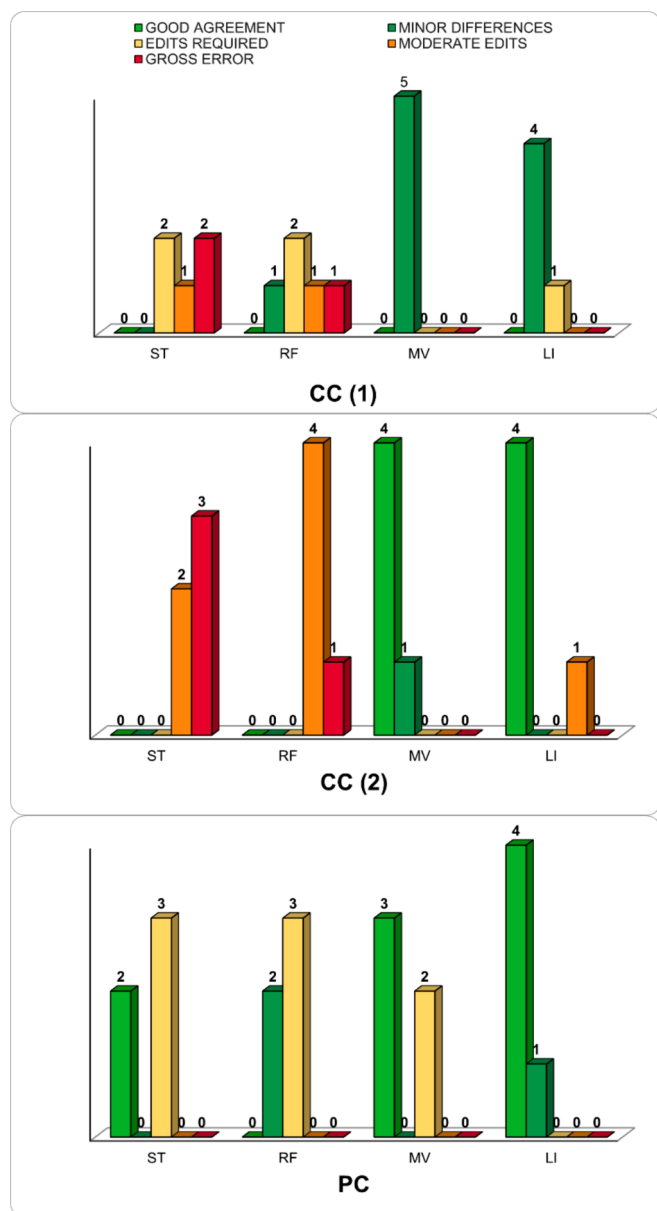 GOOD AGREEMENT MINOR DIFFERENCES
EDITS REQUIRED MODERATE EDITS
GROSS ERROR
5
4
2 2 2
1 1 1 1 1
0 0 0 0 0 0 0 0 0 0 0
ST RF MV LI
CC (1)
4 4 4
3
2
1 1 1
0 0 0 0 0 0 0 0 0 0 0 0
ST RF MV LI
CC (2)
4
3 3 3
2 2 2
1
0 0 0 0 0 0 0 0 0 0 0 0
ST RF MV LI
PC